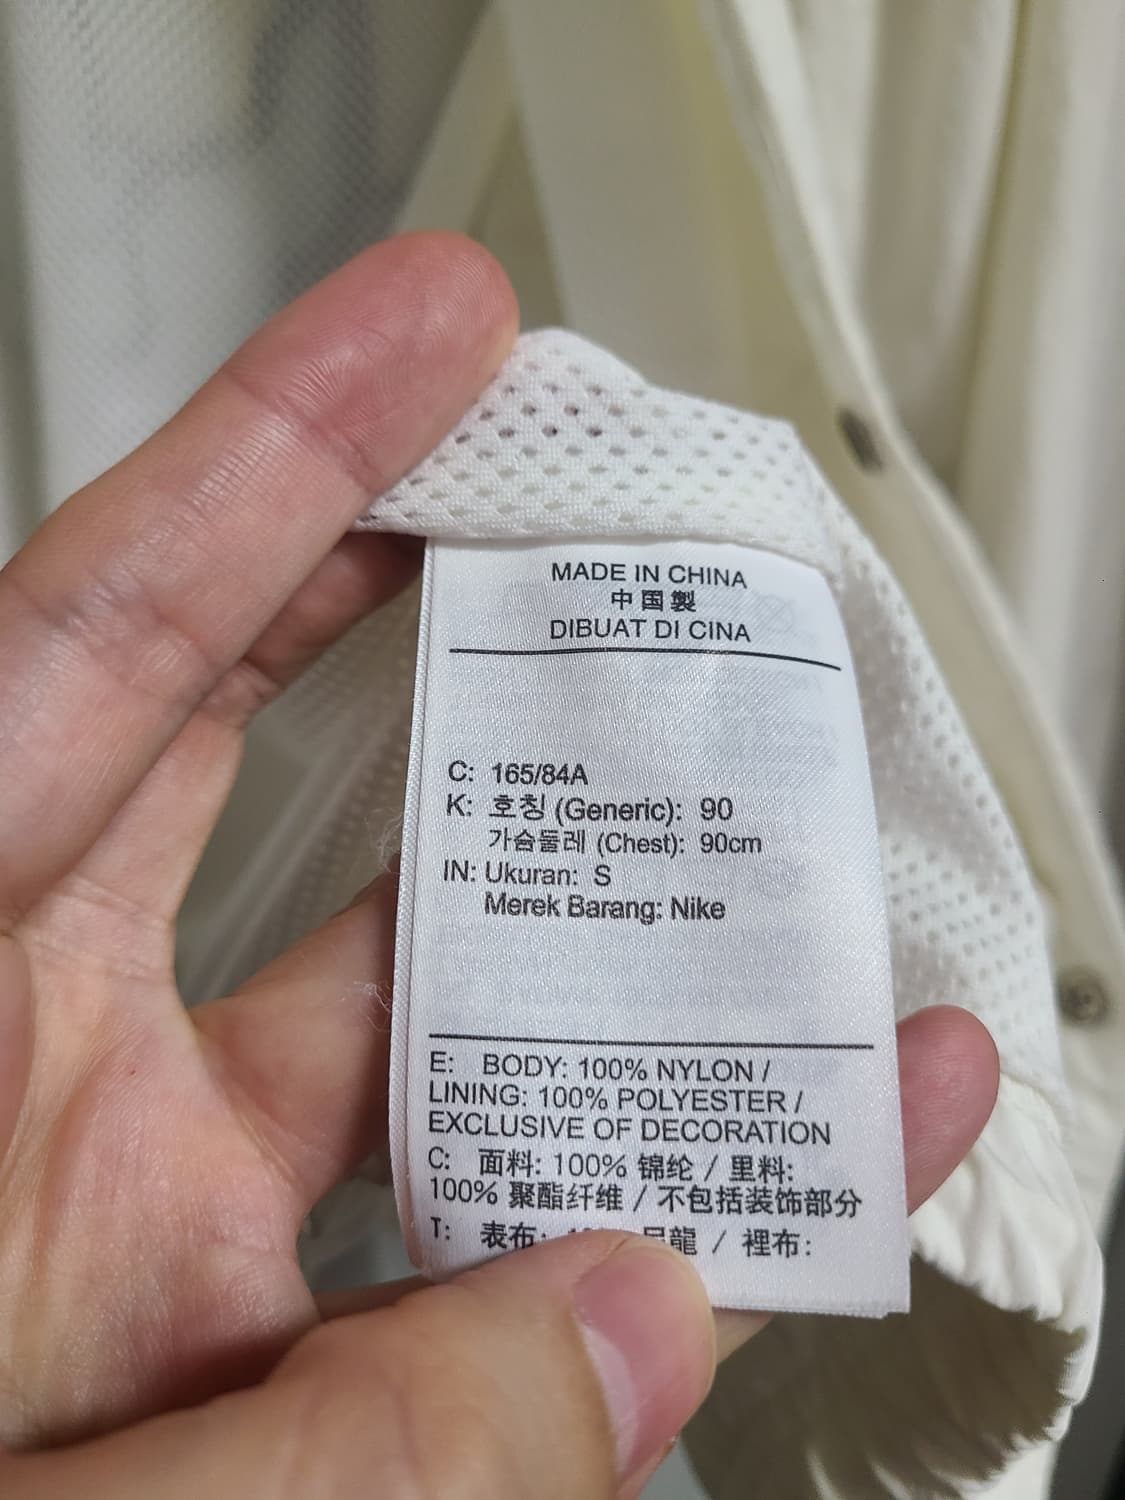 MADE IN CHINA
中国製
DIBUAT DI CINA
C: 165/84A
K: 호칭 (Generic): 90
가슴둘레 (Chest): 90cm
IN: Ukuran: S
Merek Barang: Nike
E: BODY: 100% NYLON /
LINING: 100% POLYESTER /
EXCLUSIVE OF DECORATION
C: 面料: 100% 锦纶 / 里料:
100% 聚酯纤维 / 不包括装饰部分
T: 表布: 龍 / 裡布: